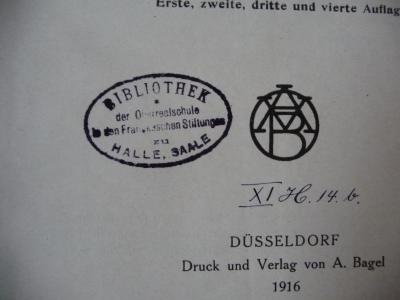 Erste, zweite, dritte und vierte Auflag
BIBLIOTHEK
der Oberrealschule
in den Franckeschen Stiftungen
zu
HALLE, SAALE
XI H. 14. b.
DÜSSELDORF
Druck und Verlag von A. Bagel
1916